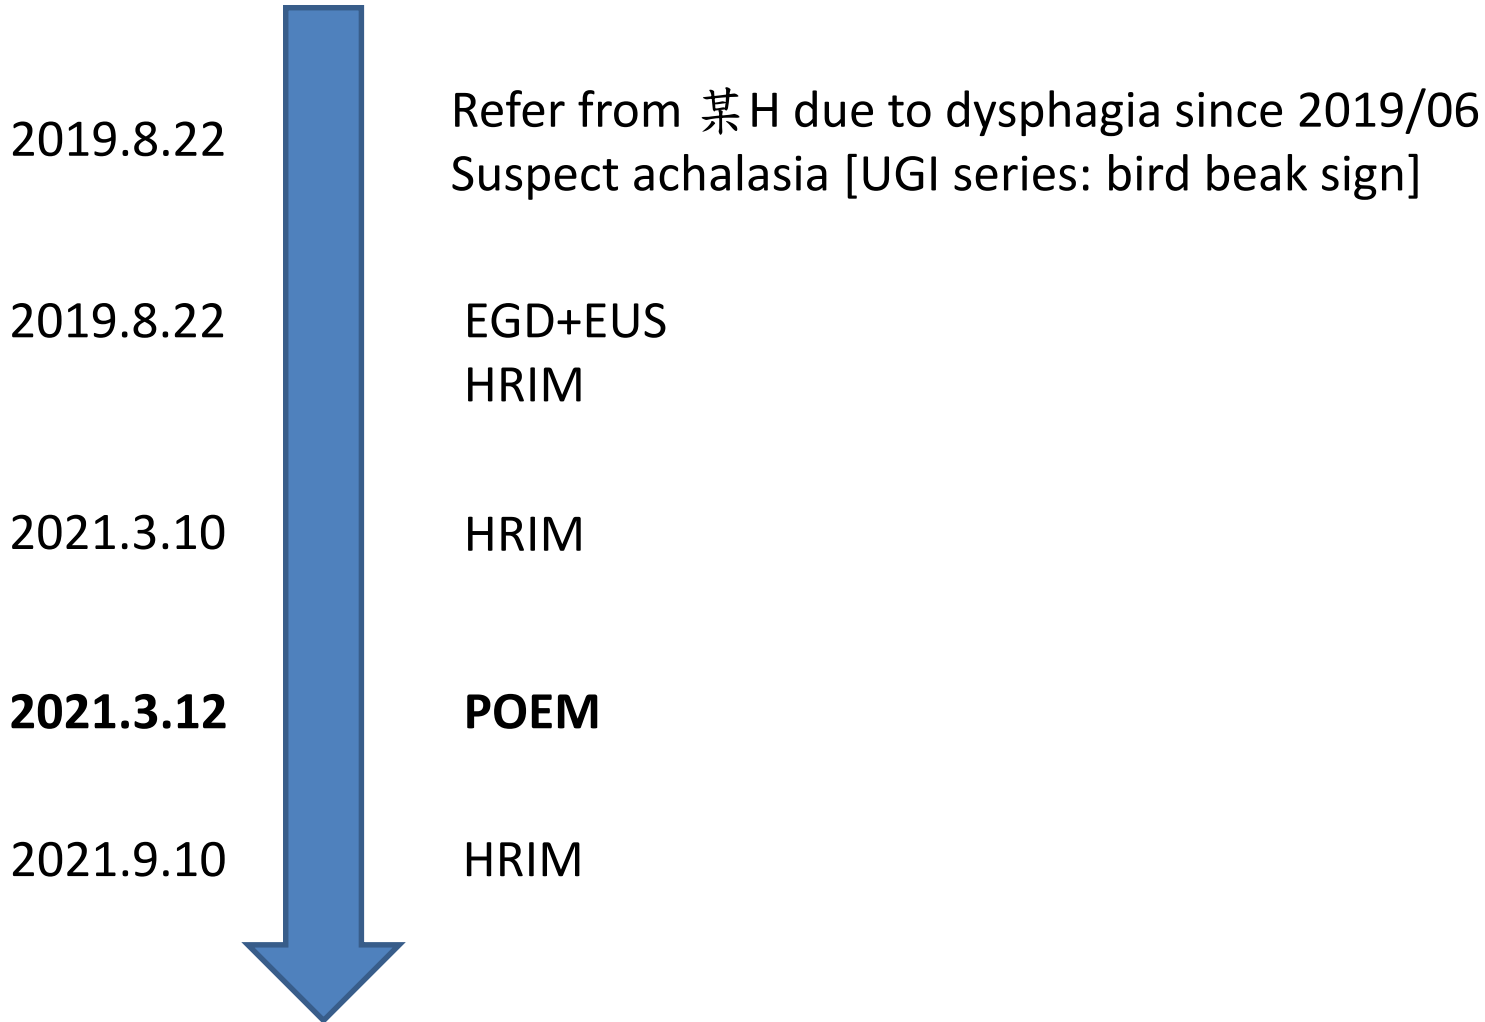 2019.8.22
Refer from 某H due to dysphagia since 2019/06
Suspect achalasia [UGI series: bird beak sign]
2019.8.22
EGD+EUS
HRIM
2021.3.10
HRIM
2021.3.12
POEM
2021.9.10
HRIM